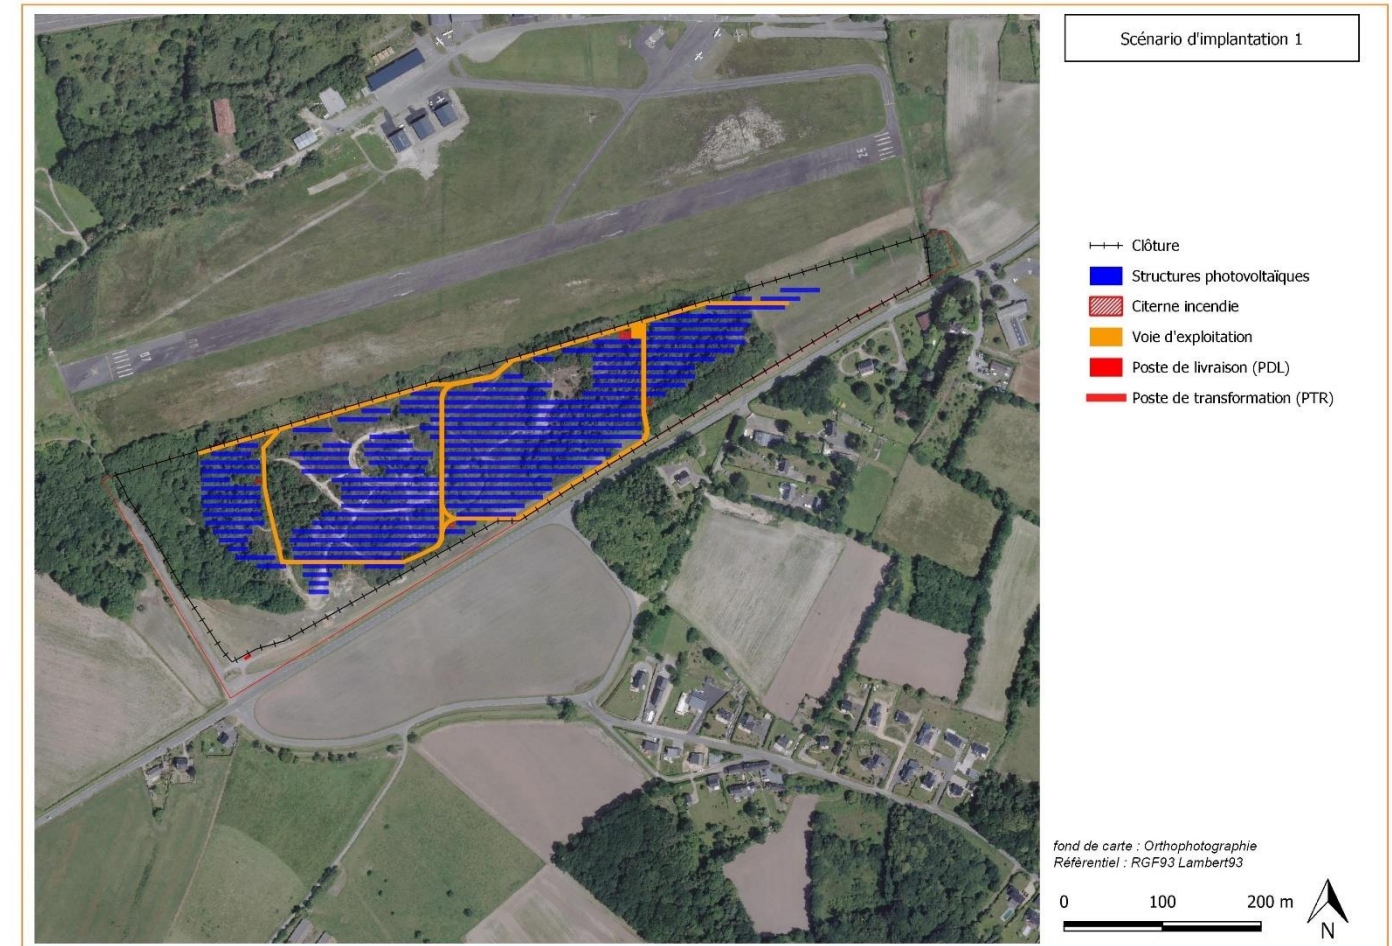 Scénario d'implantation 1
Clôture
Structures photovoltaïques
Citerne incendie
Voie d'exploitation
Poste de livraison (PDL)
Poste de transformation (PTR)
fond de carte : Orthophotographie
Réfèrentiel : RGF93 Lambert93
0 100 200 m
N